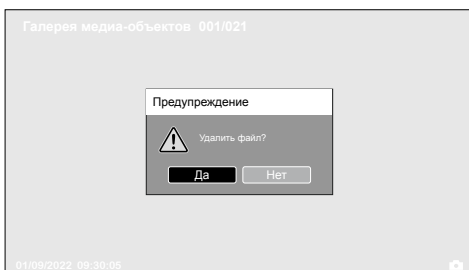 Галерея медиа-объектов 001/021
Предупреждение
Удалить файл?
Да
Нет
01/09/2022 09:30:05